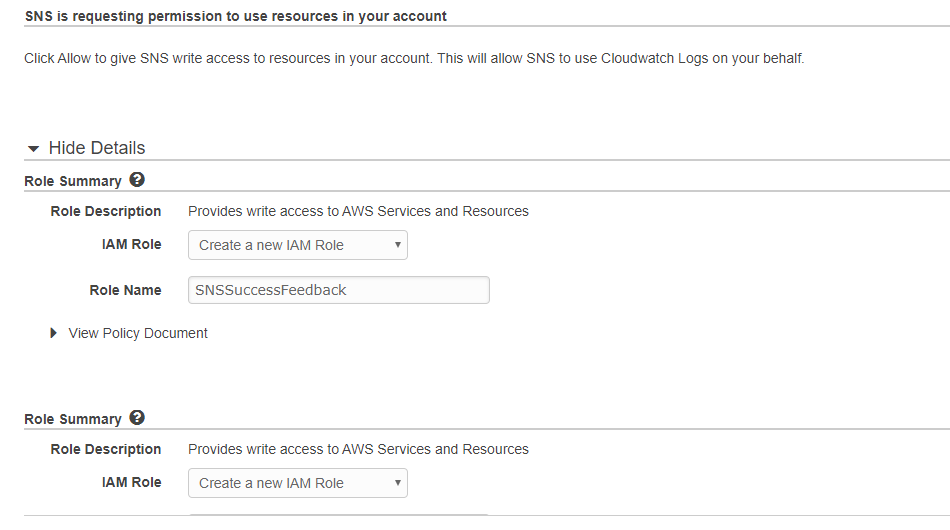 SNS is requesting permission to use resources in your account
Click Allow to give SNS write access to resources in your account. This will allow SNS to use Cloudwatch Logs on your behalf.
Hide Details
Role Summary ?
Role Description Provides write access to AWS Services and Resources
IAM Role Create a new IAM Role
Role Name SNSSuccessFeedback
View Policy Document
Role Summary ?
Role Description Provides write access to AWS Services and Resources
IAM Role Create a new IAM Role